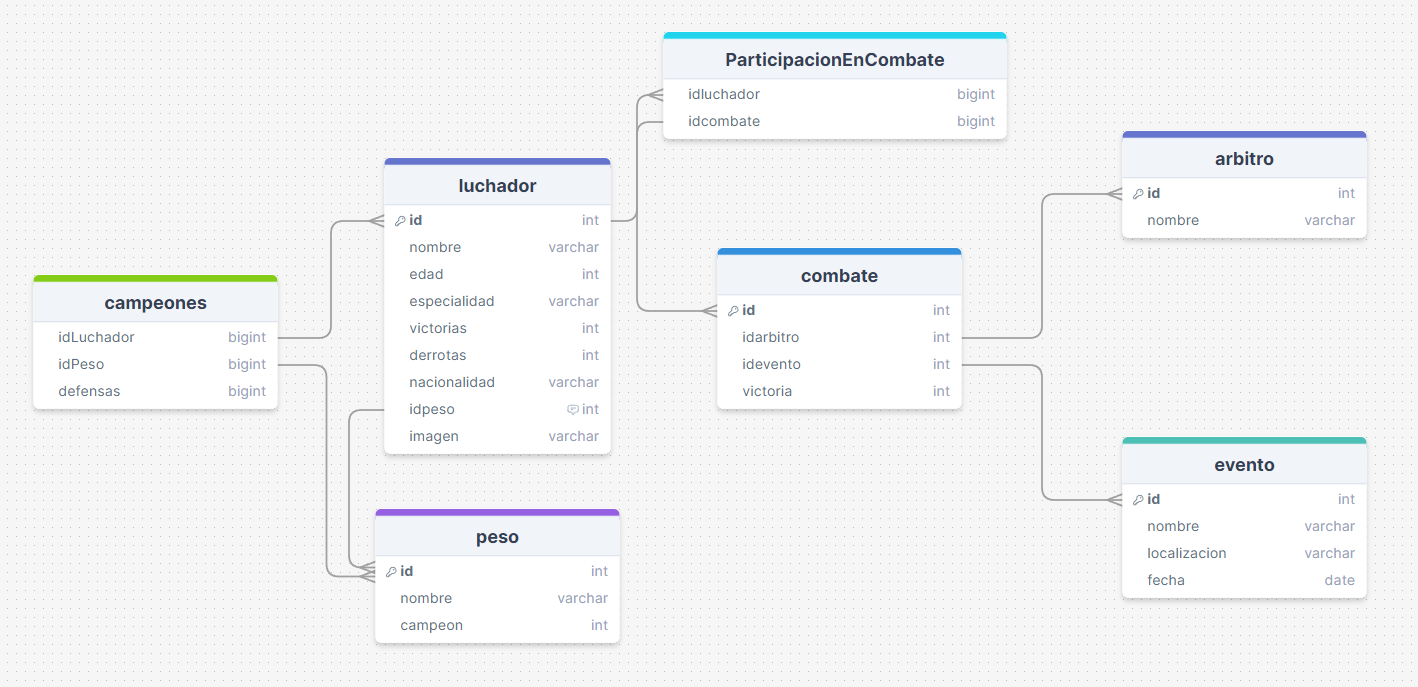 ParticipacionEnCombate
idluchador bigint
idcombate bigint
arbitro
id int
nombre varchar
luchador
id int
nombre varchar
edad int
especialidad varchar
victorias int
derrotas int
nacionalidad varchar
idpeso int
imagen varchar
combate
id int
idarbitro int
idevento int
victoria int
campeones
idLuchador bigint
idPeso bigint
defensas bigint
evento
id int
nombre varchar
localizacion varchar
fecha date
peso
id int
nombre varchar
campeon int